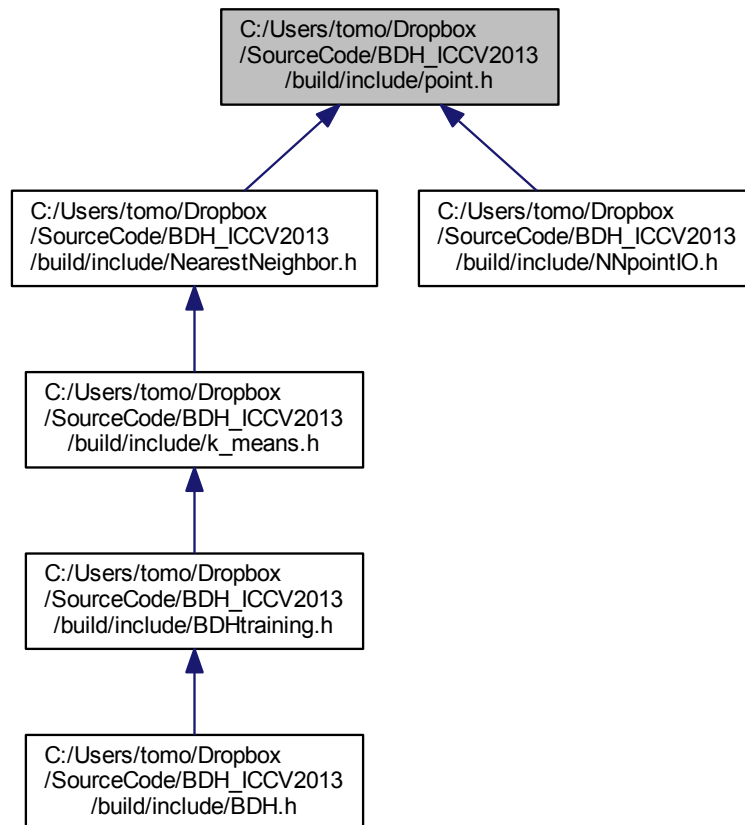 C:/Users/tomo/Dropbox
/SourceCode/BDH_ICCV2013
/build/include/point.h
C:/Users/tomo/Dropbox
/SourceCode/BDH_ICCV2013
/build/include/NearestNeighbor.h
C:/Users/tomo/Dropbox
/SourceCode/BDH_ICCV2013
/build/include/NNpointIO.h
C:/Users/tomo/Dropbox
/SourceCode/BDH_ICCV2013
/build/include/k_means.h
C:/Users/tomo/Dropbox
/SourceCode/BDH_ICCV2013
/build/include/BDHtraining.h
C:/Users/tomo/Dropbox
/SourceCode/BDH_ICCV2013
/build/include/BDH.h